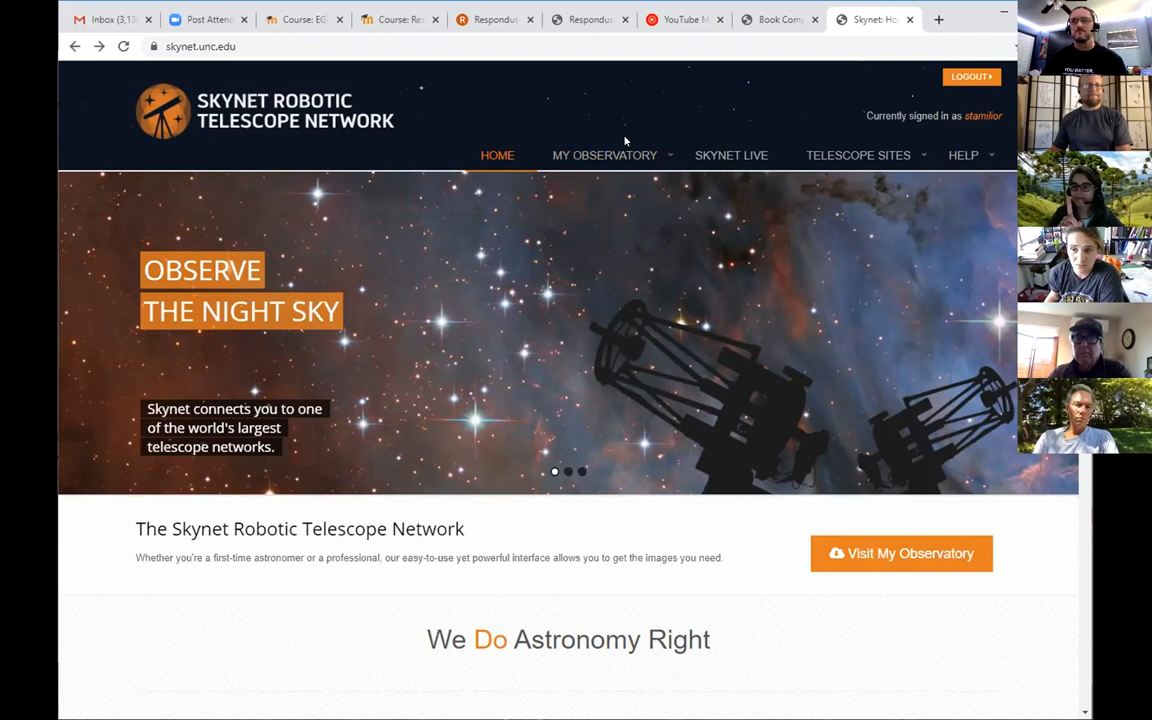 (3,13
Post Attend
Course: EG
Course: Res
Respondus
Respondus
YouTube M
Book Comp
Skynet: Ho
skynet.unc.edu
LOGOUT
SKYNET ROBOTIC
TELESCOPE NETWORK
Currently signed in as stamilior
HOME
MY OBSERVATORY
SKYNET LIVE
TELESCOPE SITES
HELP
OBSERVE
THE NIGHT SKY
Skynet connects you to one
of the world's largest
telescope networks.
The Skynet Robotic Telescope Network
Whether you're a first-time astronomer or a professional, our easy-to-use yet powerful interface allows you to get the images you need.
Visit My Observatory
We Do Astronomy Right